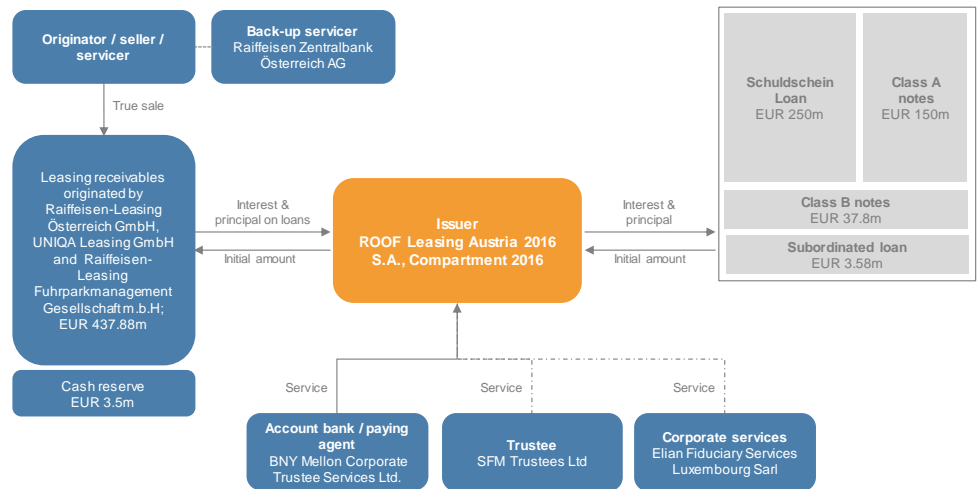 Originator / seller /
servicer
Back-up servicer
Raiffeisen Zentralbank
Österreich AG
True sale
Leasing receivables
originated by
Raiffeisen-Leasing
Österreich GmbH,
UNIQA Leasing GmbH
and Raiffeisen-
Leasing
Fuhrparkmanagement
Gesellschaft m.b.H;
EUR 437.88m
Cash reserve
EUR 3.5m
Interest &
principal on loans
Initial amount
Issuer
ROOF Leasing Austria 2016
S.A., Compartment 2016
Interest &
principal
Initial amount
Schuldschein
Loan
EUR 250m
Class A
notes
EUR 150m
Class B notes
EUR 37.8m
Subordinated loan
EUR 3.58m
Service
Service
Service
Account bank / paying
agent
BNY Mellon Corporate
Trustee Services Ltd.
Trustee
SFM Trustees Ltd
Corporate services
Elian Fiduciary Services
Luxembourg Sarl